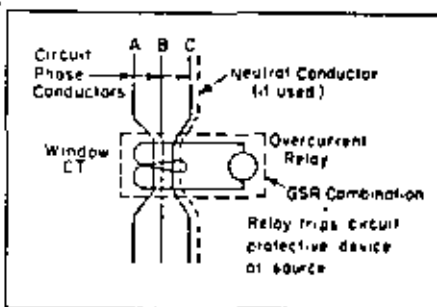 A B C
Circuit
Phase
Conductors
Neutral Conductor
(if used)
Window
CT
Overcurrent
Relay
GSR Combination
Relay trips circuit
protective device
at source